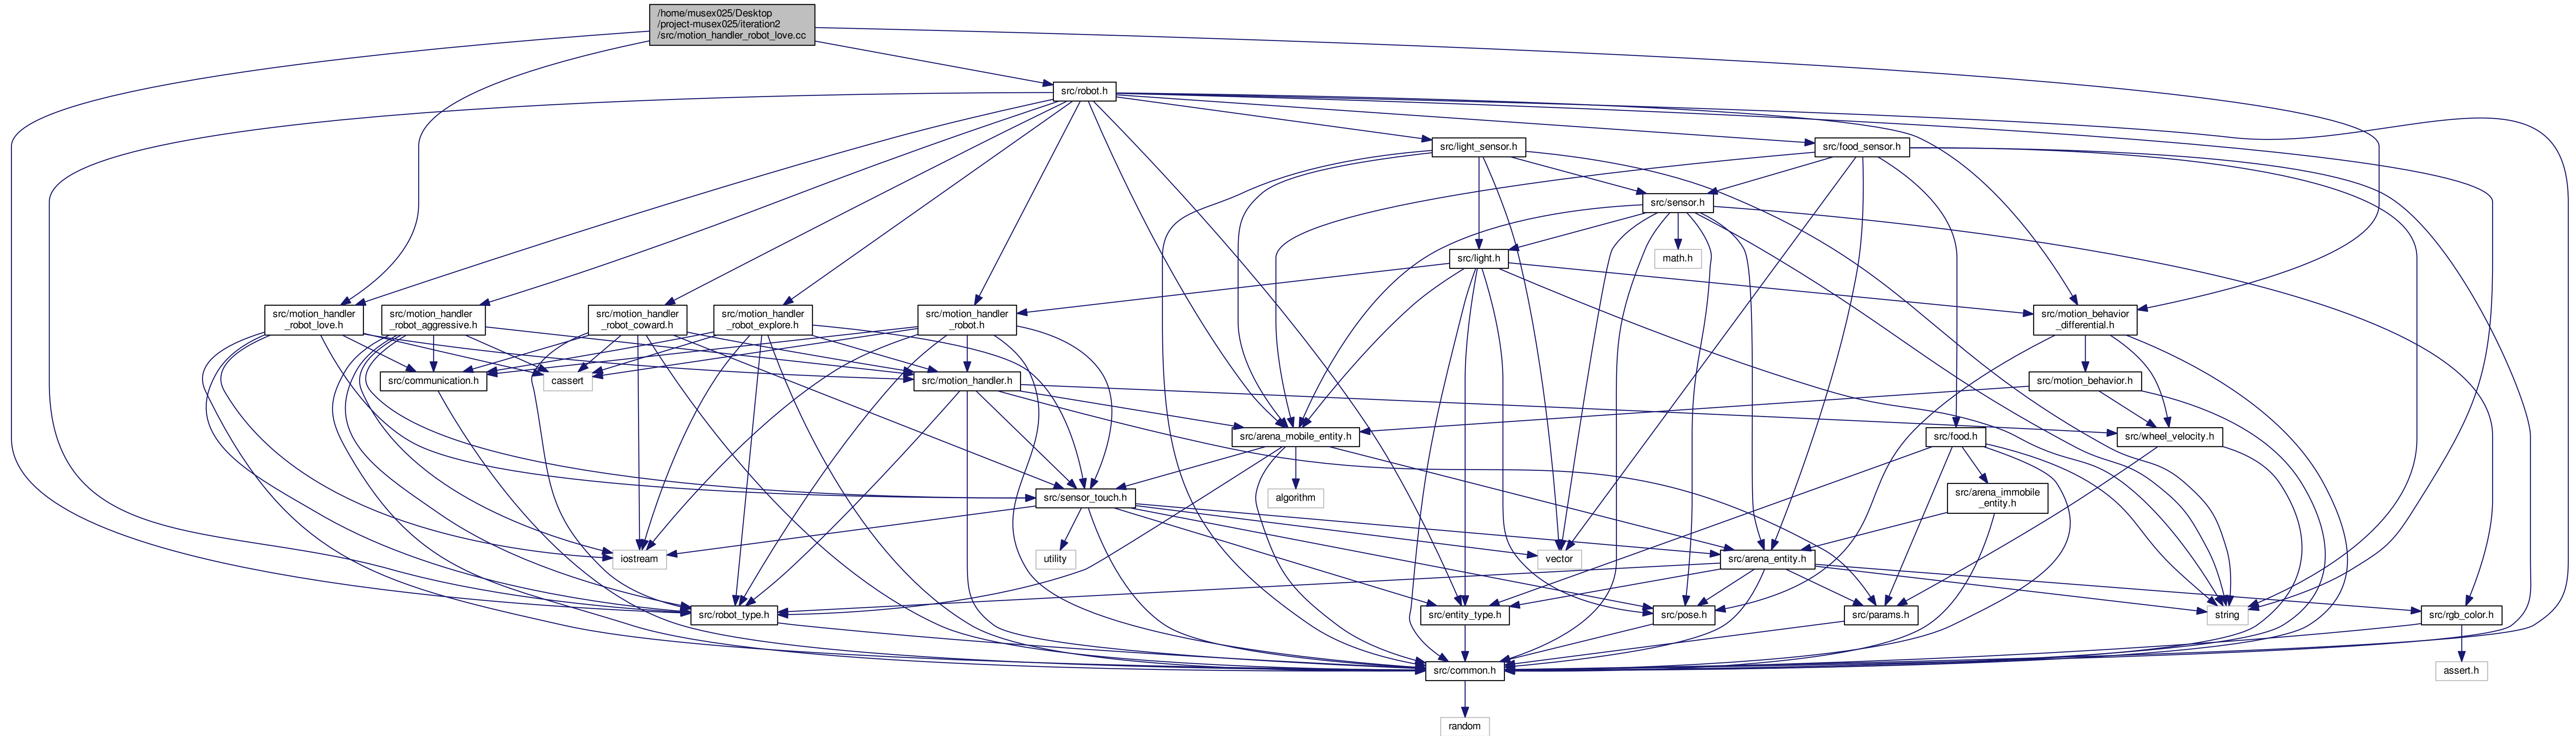 /home/musex025/Desktop
/project-musex025/iteration2
/src/motion_handler_robot_love.cc
src/robot.h
src/light_sensor.h
src/food_sensor.h
src/sensor.h
src/light.h
math.h
src/motion_handler
_robot_love.h
src/motion_handler
_robot_aggressive.h
src/motion_handler
_robot_coward.h
src/motion_handler
_robot_explore.h
src/motion_handler
_robot.h
src/motion_behavior
_differential.h
src/communication.h
cassert
src/motion_handler.h
src/motion_behavior.h
src/arena_mobile_entity.h
src/food.h
src/wheel_velocity.h
src/sensor_touch.h
algorithm
src/arena_immobile
_entity.h
iostream
utility
vector
src/arena_entity.h
src/robot_type.h
src/entity_type.h
src/pose.h
src/params.h
string
src/rgb_color.h
src/common.h
assert.h
random